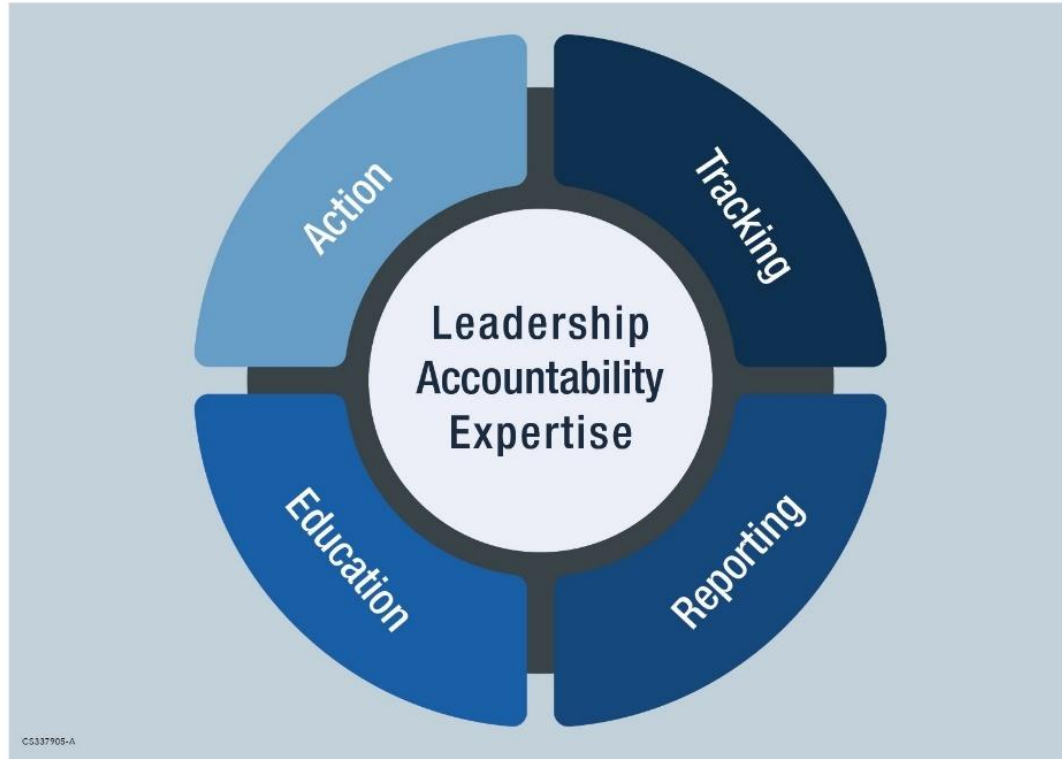 Action
Tracking
Leadership
Accountability
Expertise
Education
Reporting
CS337905-A